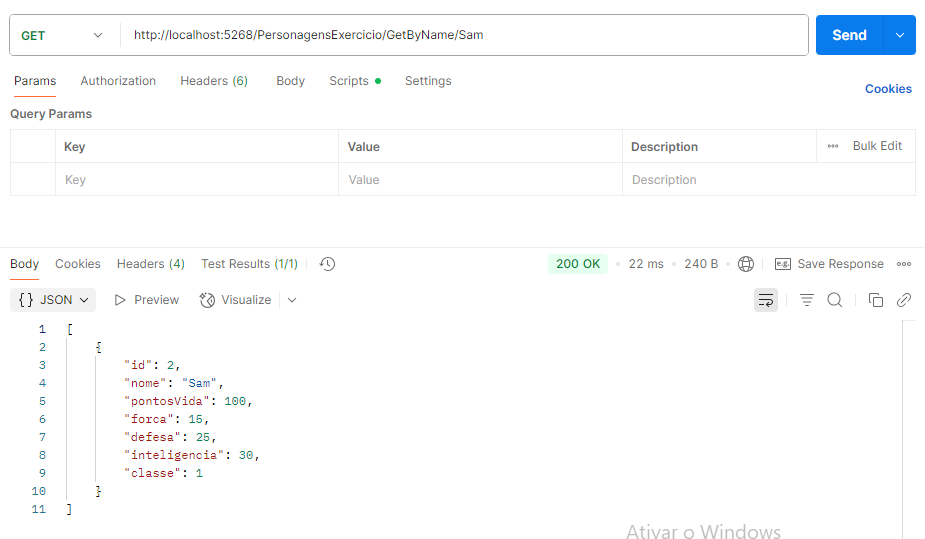 GET http://localhost:5268/PersonagensExercicio/GetByName/Sam Send
Params Authorization Headers (6) Body Scripts Settings Cookies
Query Params
Key Value Description Bulk Edit
Key Value Description
Body Cookies Headers (4) Test Results (1/1) 200 OK 22 ms 240 B e.g. Save Response
{} JSON Preview Visualize
1 [
2 {
3 "id": 2,
4 "nome": "Sam",
5 "pontosVida": 100,
6 "forca": 15,
7 "defesa": 25,
8 "inteligencia": 30,
9 "classe": 1
10 }
11 ]
Ativar o Windows